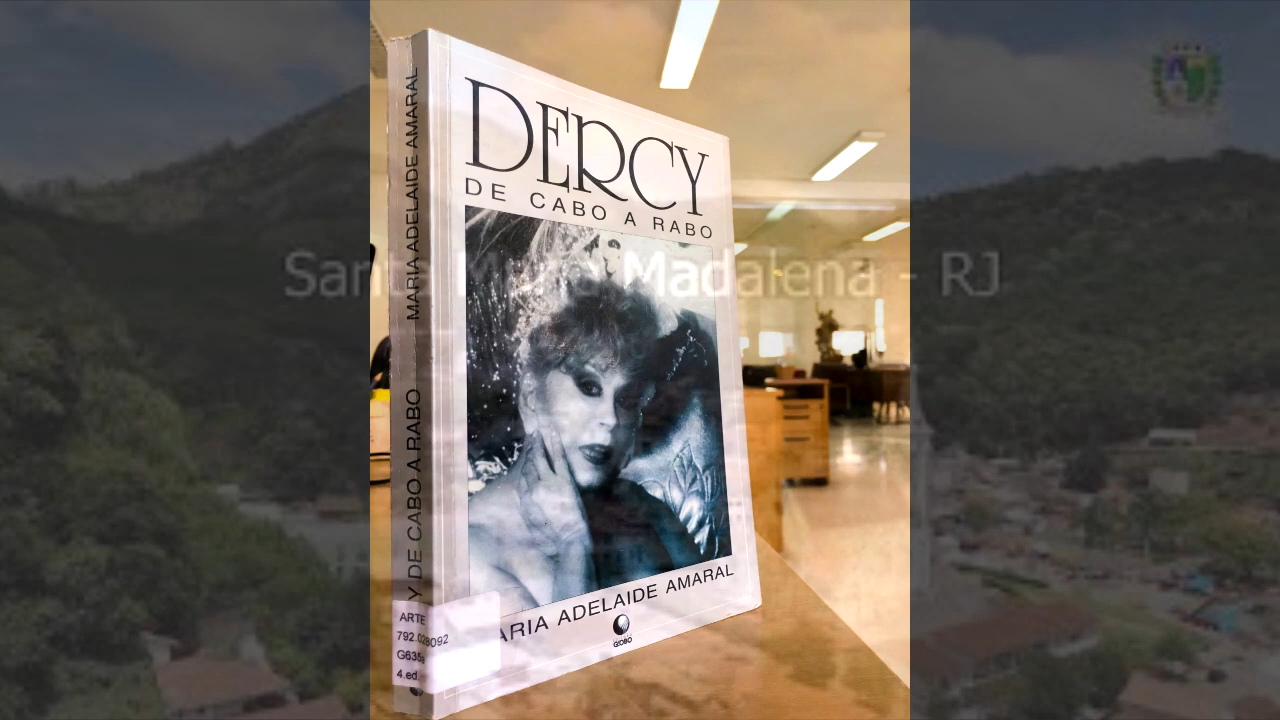 DERCY
DE CABO A RABO
MARIA ADELAIDE AMARAL
Y DE CABO A RABO
Santa Maria Madalena - RJ
ARIA ADELAIDE AMARAL
GLOBO
ARTE
792.028092
4.ed.